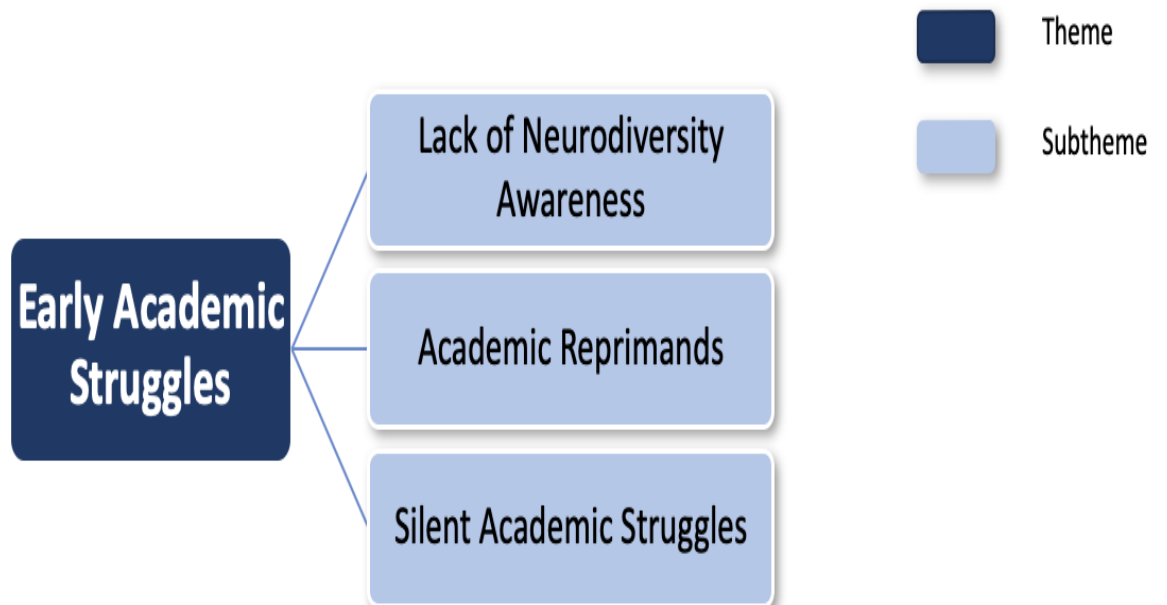 Theme
Subtheme
Early Academic
Struggles
Lack of Neurodiversity
Awareness
Academic Reprimands
Silent Academic Struggles